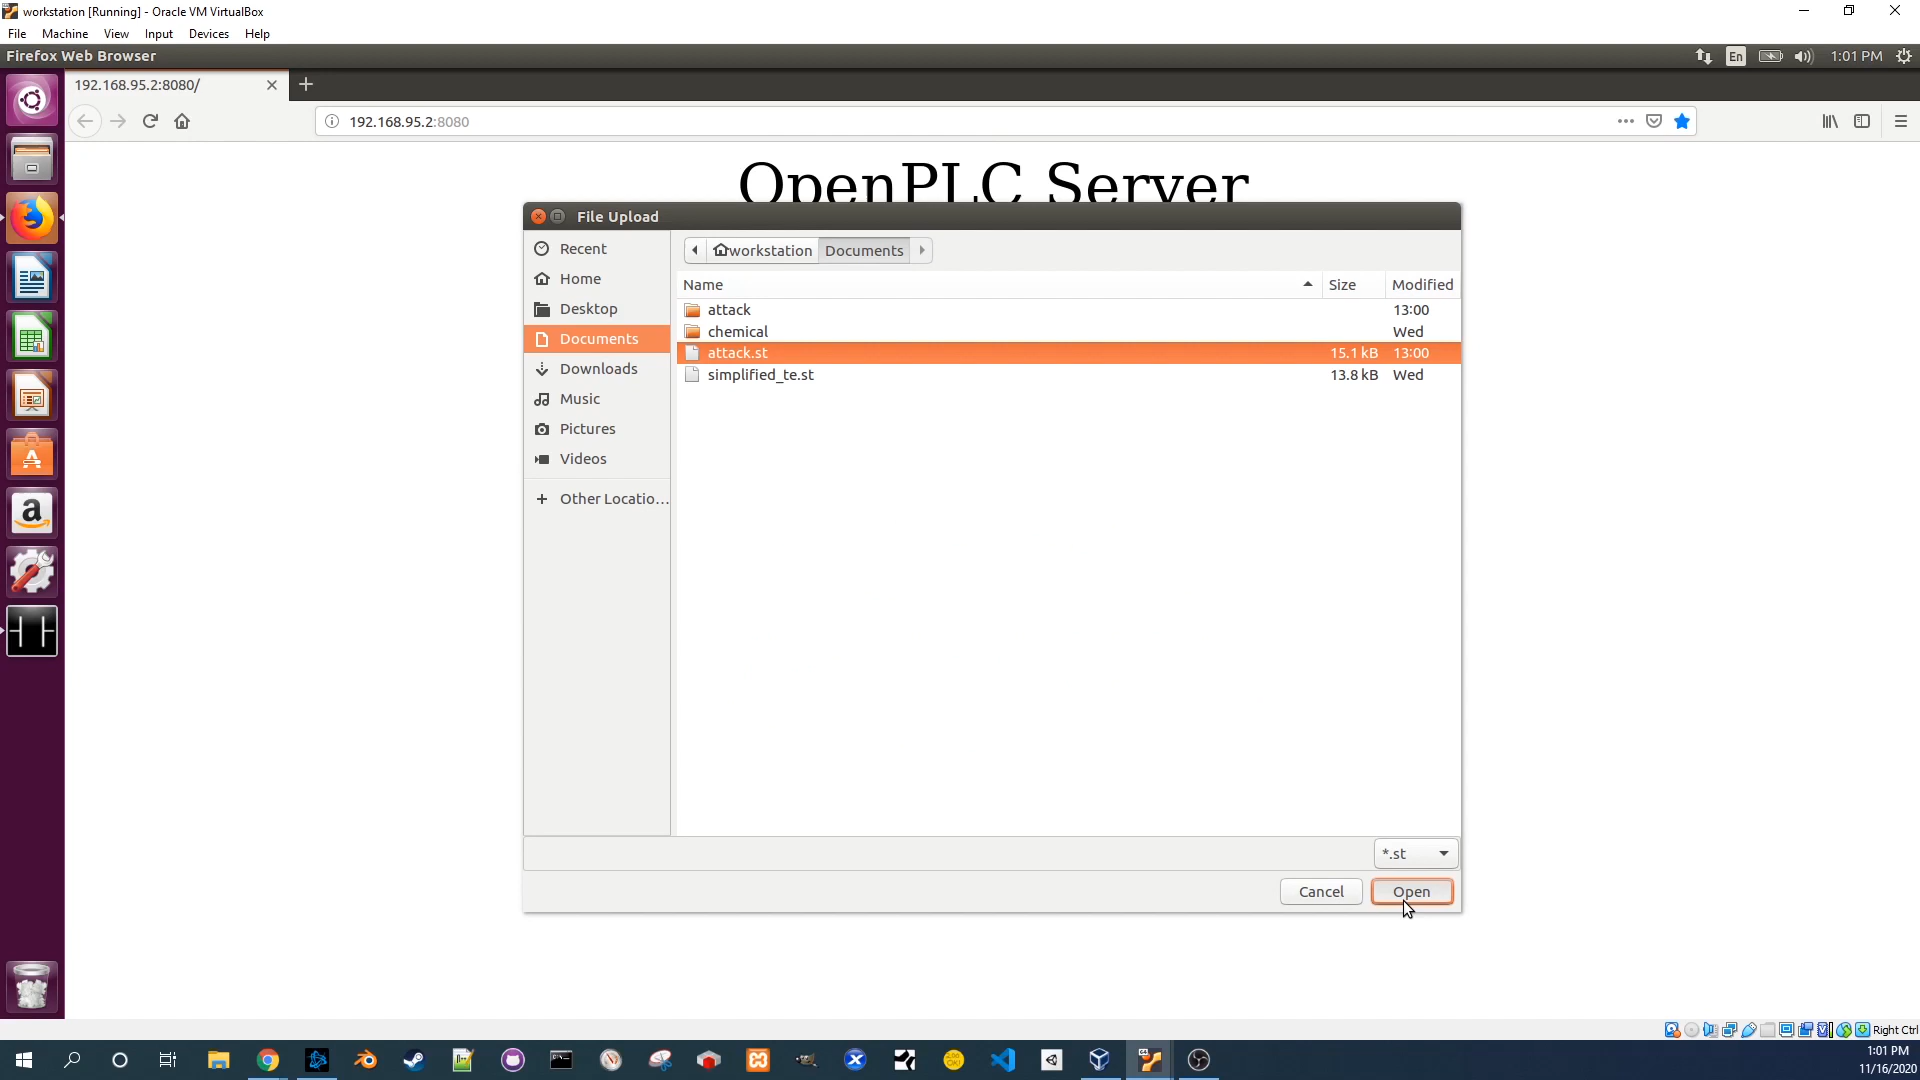 workstation [Running] - Oracle VM VirtualBox
File Machine View Input Devices Help
Firefox Web Browser
En 1:01 PM
192.168.95.2:8080/
192.168.95.2:8080
OpenPLC Server
File Upload
Recent
Home
Desktop
Documents
Downloads
Music
Pictures
Videos
Other Locatio...
workstation Documents
Name Size Modified
attack 13:00
chemical Wed
attack.st 15.1 kB 13:00
simplified_te.st 13.8 kB Wed
*.st
Cancel Open
Right Ctrl
1:01 PM
11/16/2020